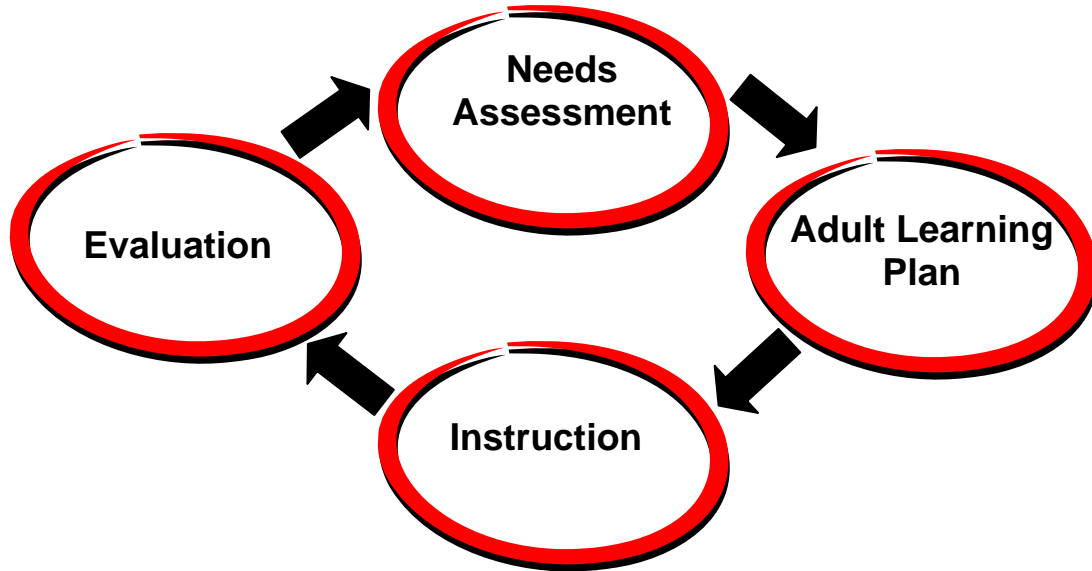 Needs
Assessment
Adult Learning
Plan
Evaluation
Instruction